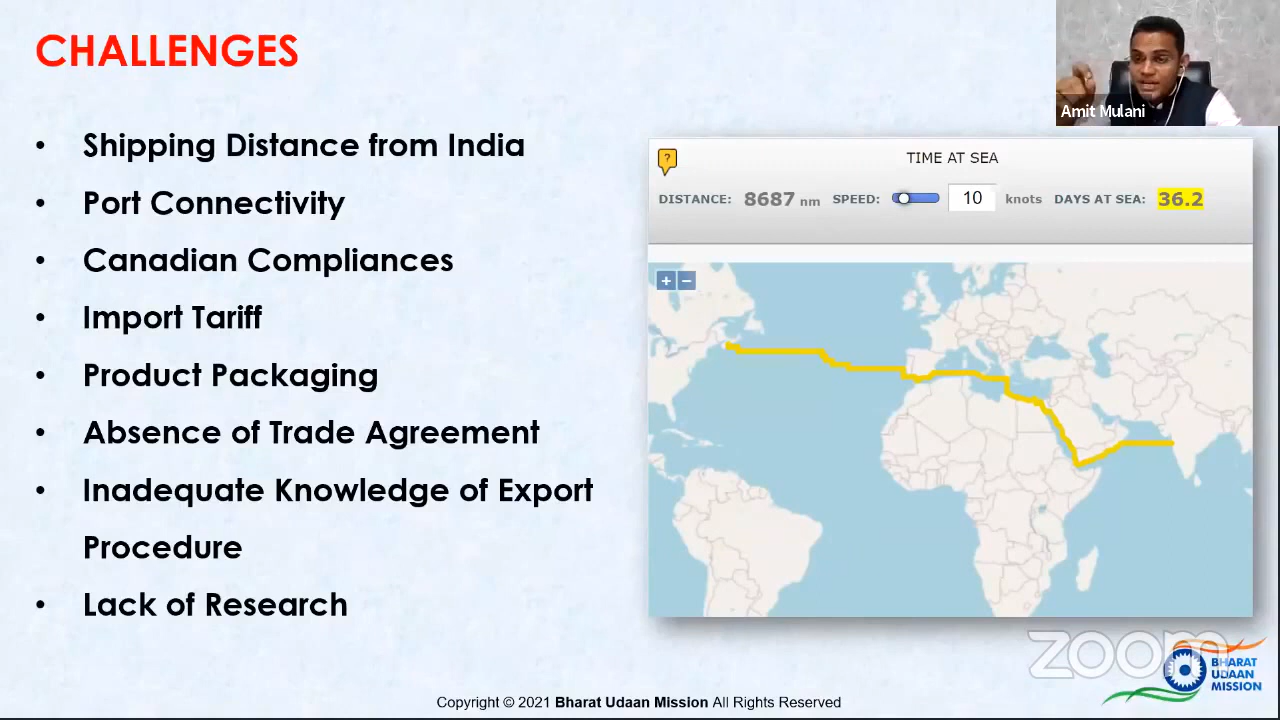 CHALLENGES
Amit Mulani
• Shipping Distance from India
• Port Connectivity
• Canadian Compliances
• Import Tariff
• Product Packaging
• Absence of Trade Agreement
• Inadequate Knowledge of Export
Procedure
• Lack of Research
?
TIME AT SEA
DISTANCE: 8687 nm SPEED: 10 knots DAYS AT SEA: 36.2
+ −
zoom
BHARAT
UDAAN
MISSION
Copyright © 2021 Bharat Udaan Mission All Rights Reserved